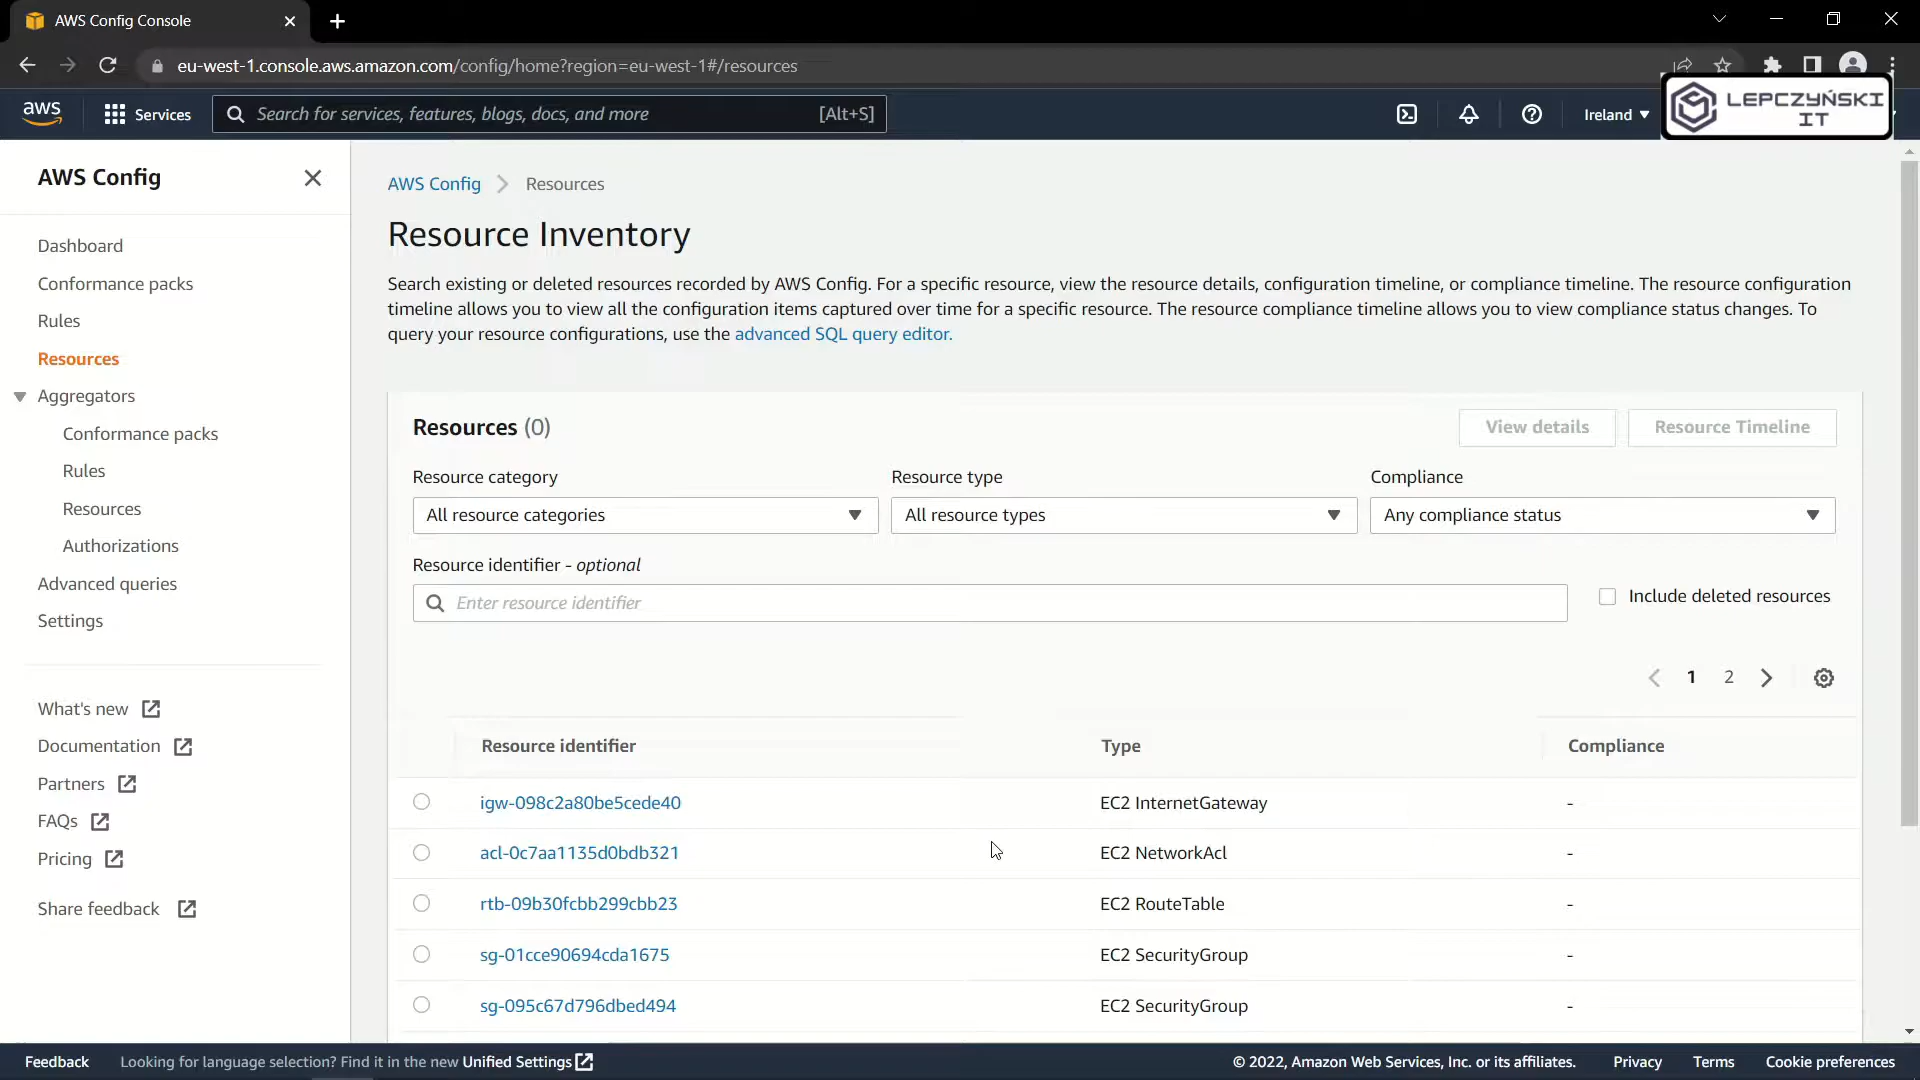 AWS Config Console
eu-west-1.console.aws.amazon.com/config/home?region=eu-west-1#/resources
aws
Services
Search for services, features, blogs, docs, and more
[Alt+S]
Ireland
LEPCZYŃSKI
IT
AWS Config
Dashboard
Conformance packs
Rules
Resources
Aggregators
Conformance packs
Rules
Resources
Authorizations
Advanced queries
Settings
What's new
Documentation
Partners
FAQs
Pricing
Share feedback
AWS Config
Resources
Resource Inventory
Search existing or deleted resources recorded by AWS Config. For a specific resource, view the resource details, configuration timeline, or compliance timeline. The resource configuration
timeline allows you to view all the configuration items captured over time for a specific resource. The resource compliance timeline allows you to view compliance status changes. To
query your resource configurations, use the advanced SQL query editor.
Resources (0)
View details
Resource Timeline
Resource category
Resource type
Compliance
All resource categories
All resource types
Any compliance status
Resource identifier - optional
Enter resource identifier
Include deleted resources
1 2
Resource identifier Type Compliance
igw-098c2a80be5cede40 EC2 InternetGateway -
acl-0c7aa1135d0bdb321 EC2 NetworkAcl -
rtb-09b30fcbb299cbb23 EC2 RouteTable -
sg-01cce90694cda1675 EC2 SecurityGroup -
sg-095c67d796dbed494 EC2 SecurityGroup -
Feedback
Looking for language selection? Find it in the new Unified Settings
© 2022, Amazon Web Services, Inc. or its affiliates.
Privacy
Terms
Cookie preferences